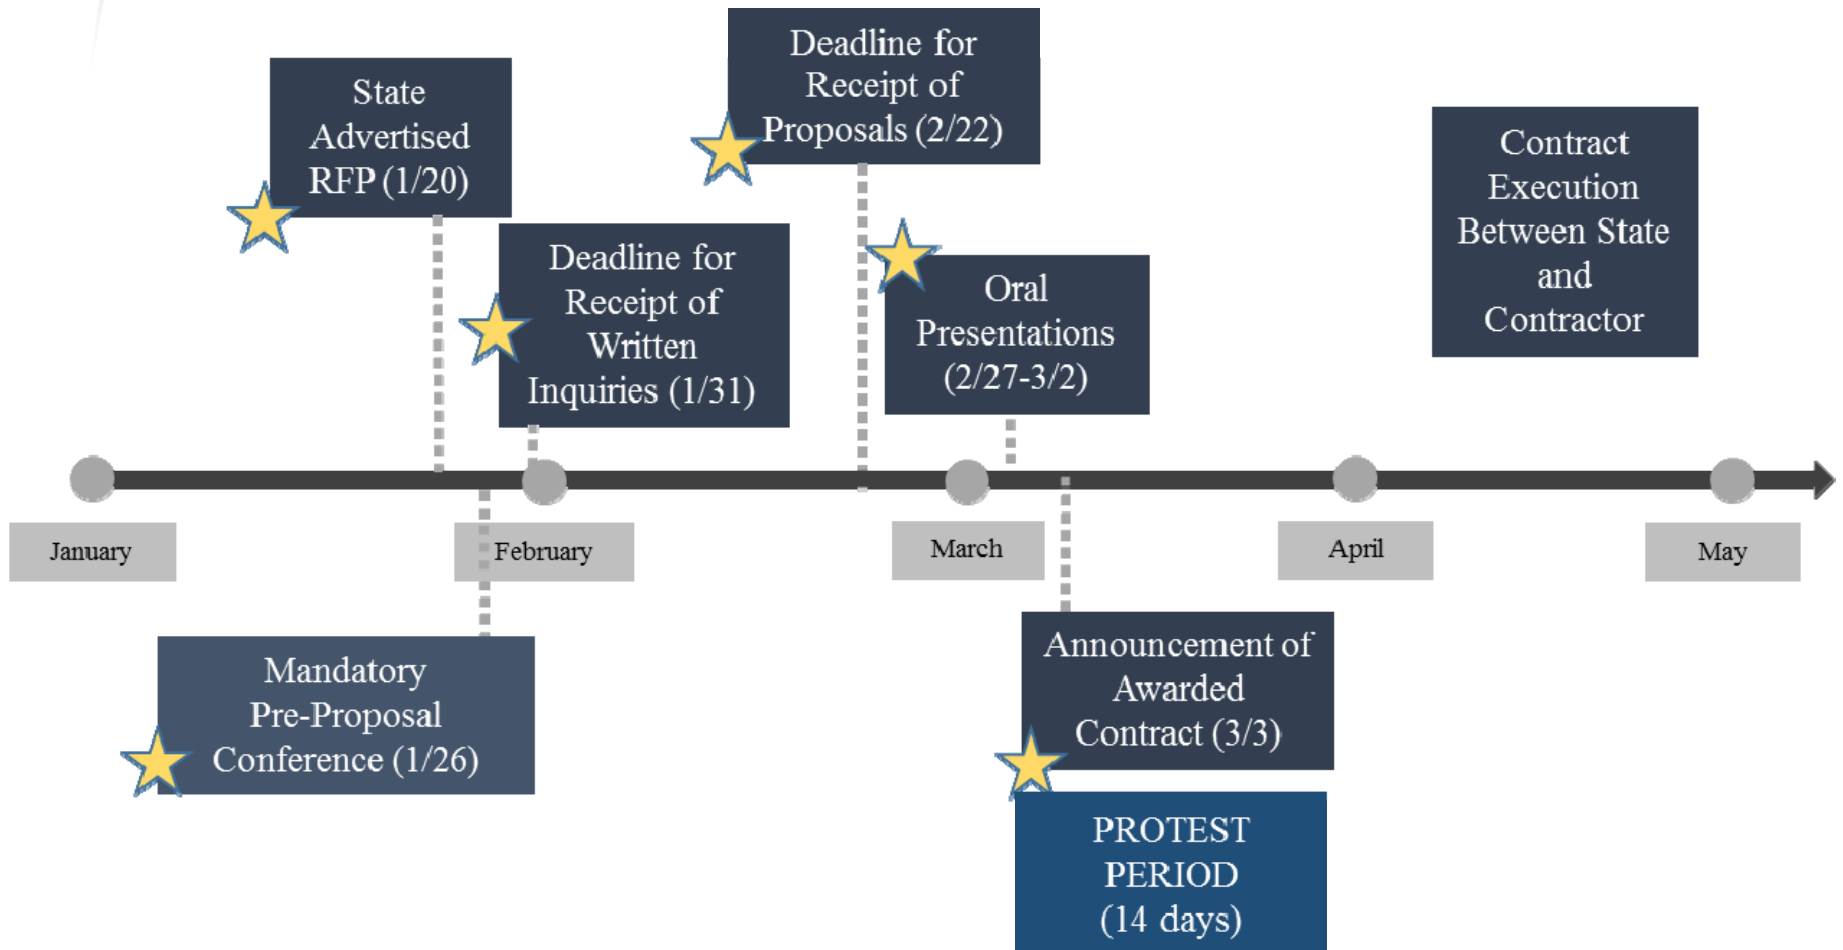 State
Advertised
RFP (1/20)
Deadline for
Receipt of
Written
Inquiries (1/31)
Deadline for
Receipt of
Proposals (2/22)
Oral
Presentations
(2/27-3/2)
Contract
Execution
Between State
and
Contractor
January
February
March
April
May
Mandatory
Pre-Proposal
Conference (1/26)
Announcement of
Awarded
Contract (3/3)
PROTEST
PERIOD
(14 days)